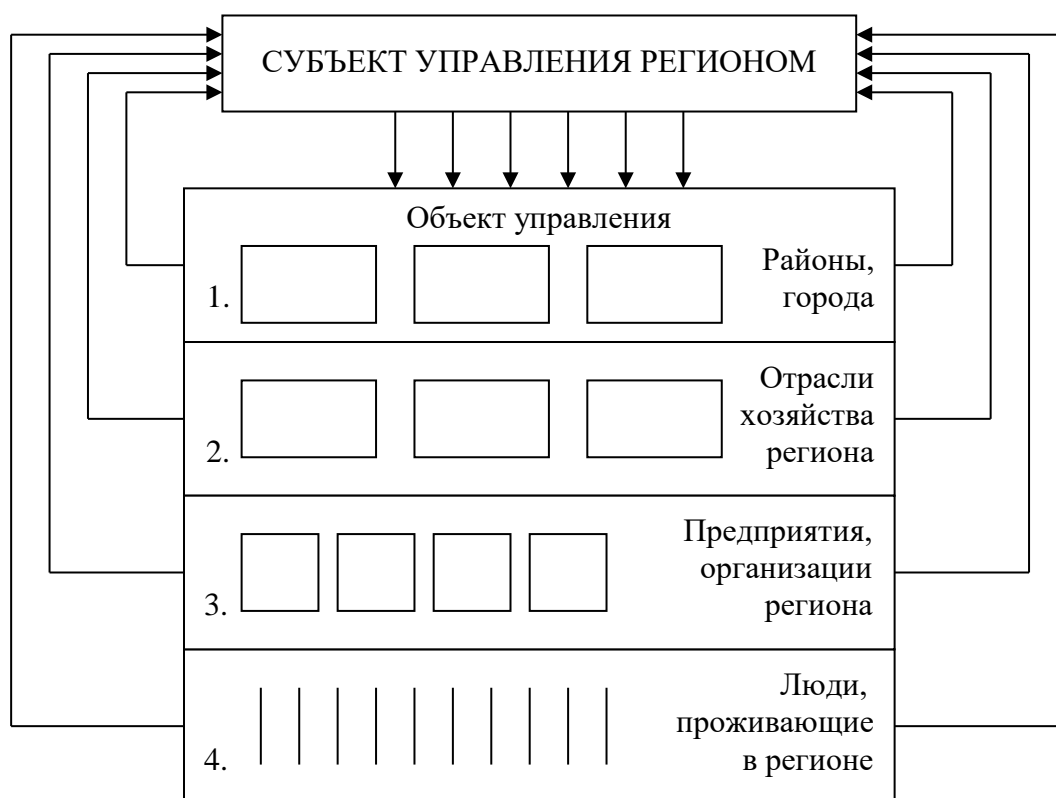 СУБЪЕКТ УПРАВЛЕНИЯ РЕГИОНОМ
Объект управления
1.
Районы,
города
2.
Отрасли
хозяйства
региона
3.
Предприятия,
организации
региона
4.
Люди,
проживающие
в регионе